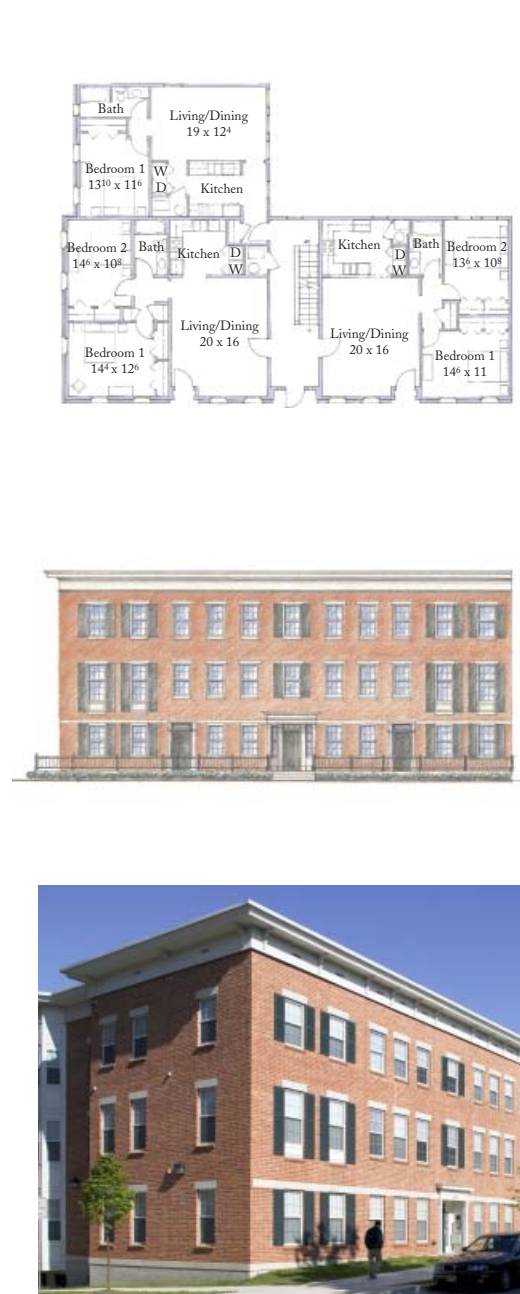 Bath
Living/Dining
19 x 12⁴
Bedroom 1
13¹⁰ x 11⁶
W
D
Kitchen
Bedroom 2
14⁶ x 10⁸
Bath
Kitchen
D
W
Kitchen
D
W
Bath
Bedroom 2
13⁶ x 10⁸
Living/Dining
20 x 16
Living/Dining
20 x 16
Bedroom 1
14⁴ x 12⁶
Bedroom 1
14⁶ x 11